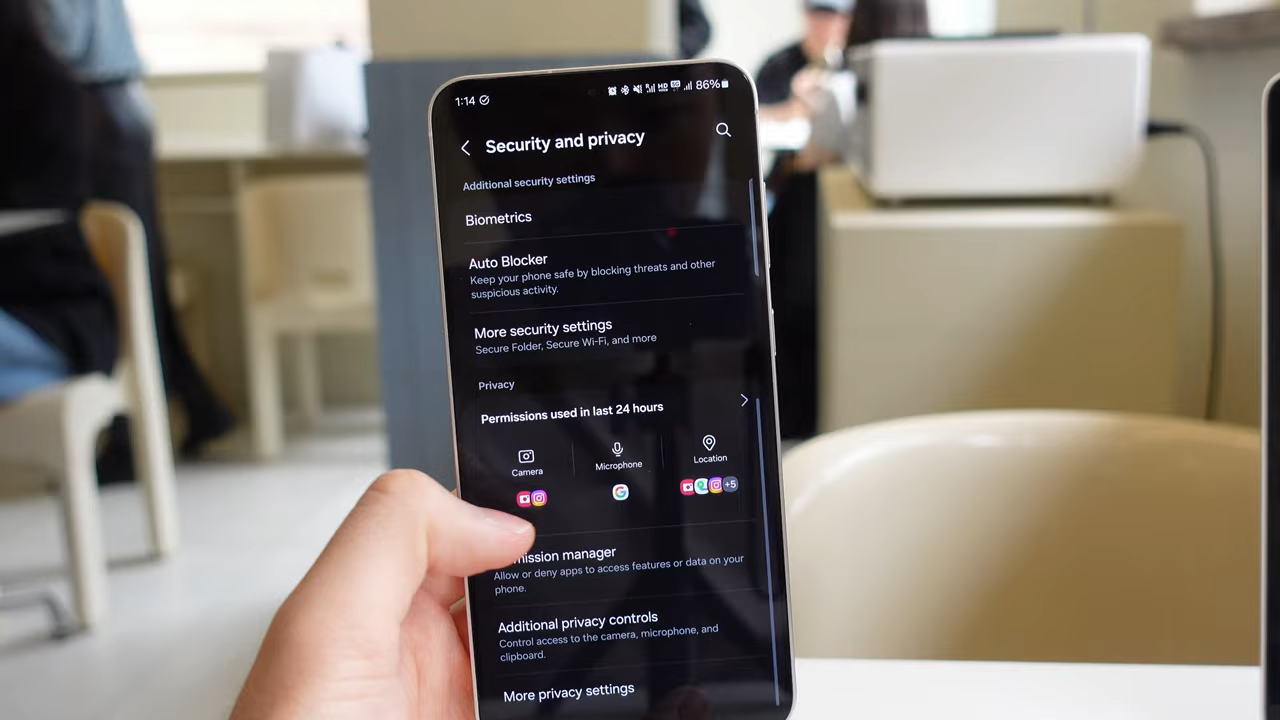 1:14
86%
Security and privacy
Additional security settings
Biometrics
Auto Blocker
Keep your phone safe by blocking threats and other
suspicious activity.
More security settings
Secure Folder, Secure Wi-Fi, and more
Privacy
Permissions used in last 24 hours
Camera
Microphone
Location
+5
mission manager
Allow or deny apps to access features or data on your
phone.
Additional privacy controls
Control access to the camera, microphone, and
clipboard.
More privacy settings